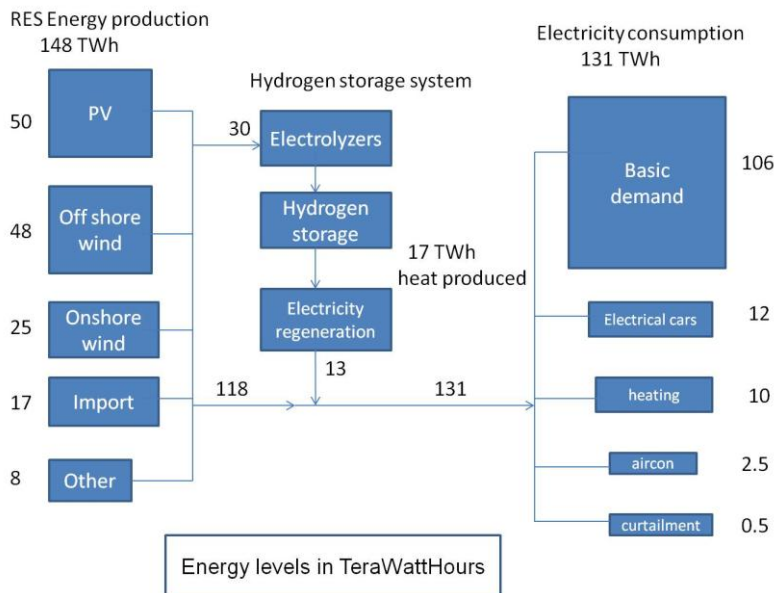 RES Energy production
148 TWh
50
PV
48
Off shore
wind
25
Onshore
wind
17
Import
8
Other
Hydrogen storage system
30
Electrolyzers
Hydrogen
storage
17 TWh
heat produced
Electricity
regeneration
13
118
131
Electricity consumption
131 TWh
Basic
demand
106
Electrical cars
12
heating
10
aircon
2.5
curtailment
0.5
Energy levels in TeraWattHours